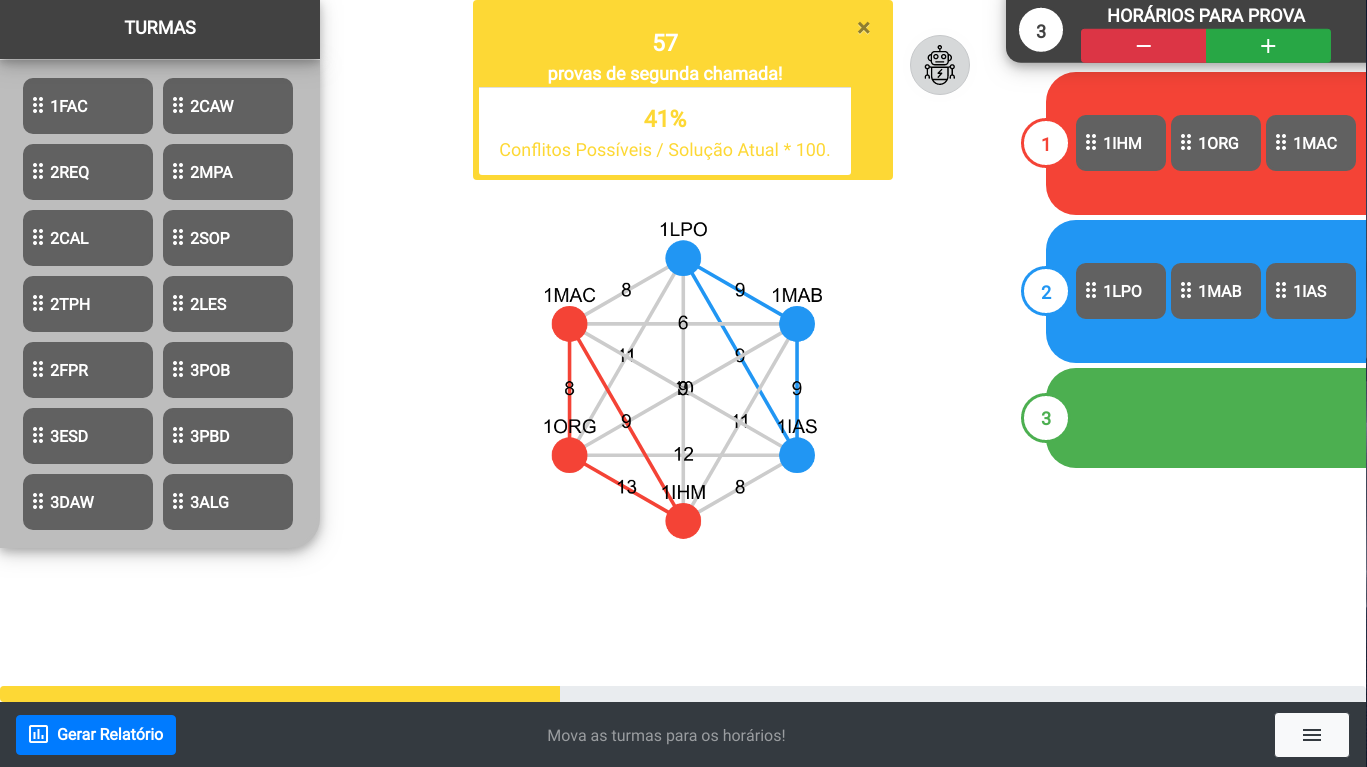 TURMAS
1FAC
2CAW
2REQ
2MPA
2CAL
2SOP
2TPH
2LES
2FPR
3POB
3ESD
3PBD
3DAW
3ALG
57
provas de segunda chamada!
×
41%
Conflitos Possíveis / Solução Atual * 100.
1LPO
8
9
1MAC
1MAB
6
11
9
8
9
9
11
1ORG
1IAS
12
13
1IHM
8
3
HORÁRIOS PARA PROVA
−
+
1
1IHM
1ORG
1MAC
2
1LPO
1MAB
1IAS
3
Gerar Relatório
Mova as turmas para os horários!